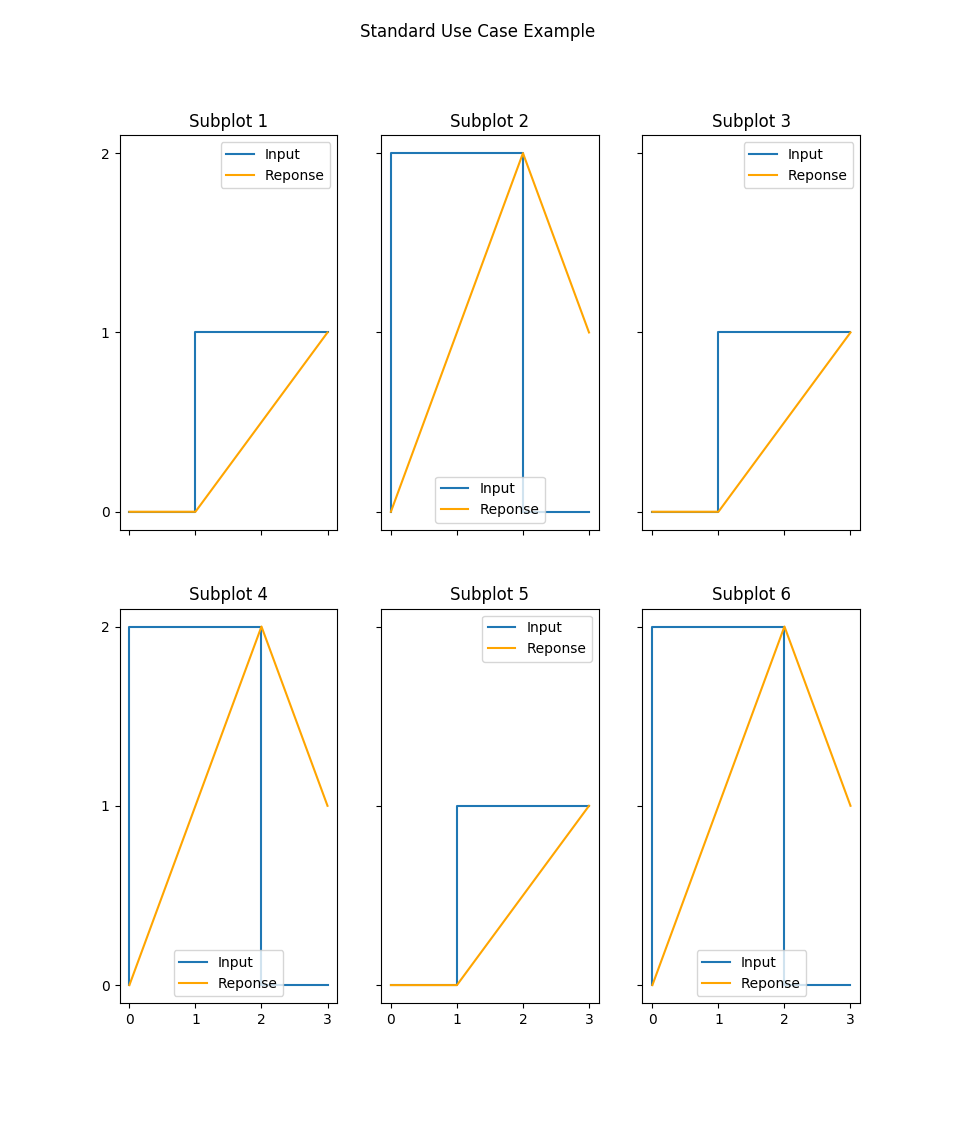 Standard Use Case Example
Subplot 1
Subplot 2
Subplot 3
2
1
0
Input
Reponse
Input
Reponse
Input
Reponse
Subplot 4
Subplot 5
Subplot 6
2
1
0
Input
Reponse
Input
Reponse
Input
Reponse
0 1 2 3
0 1 2 3
0 1 2 3